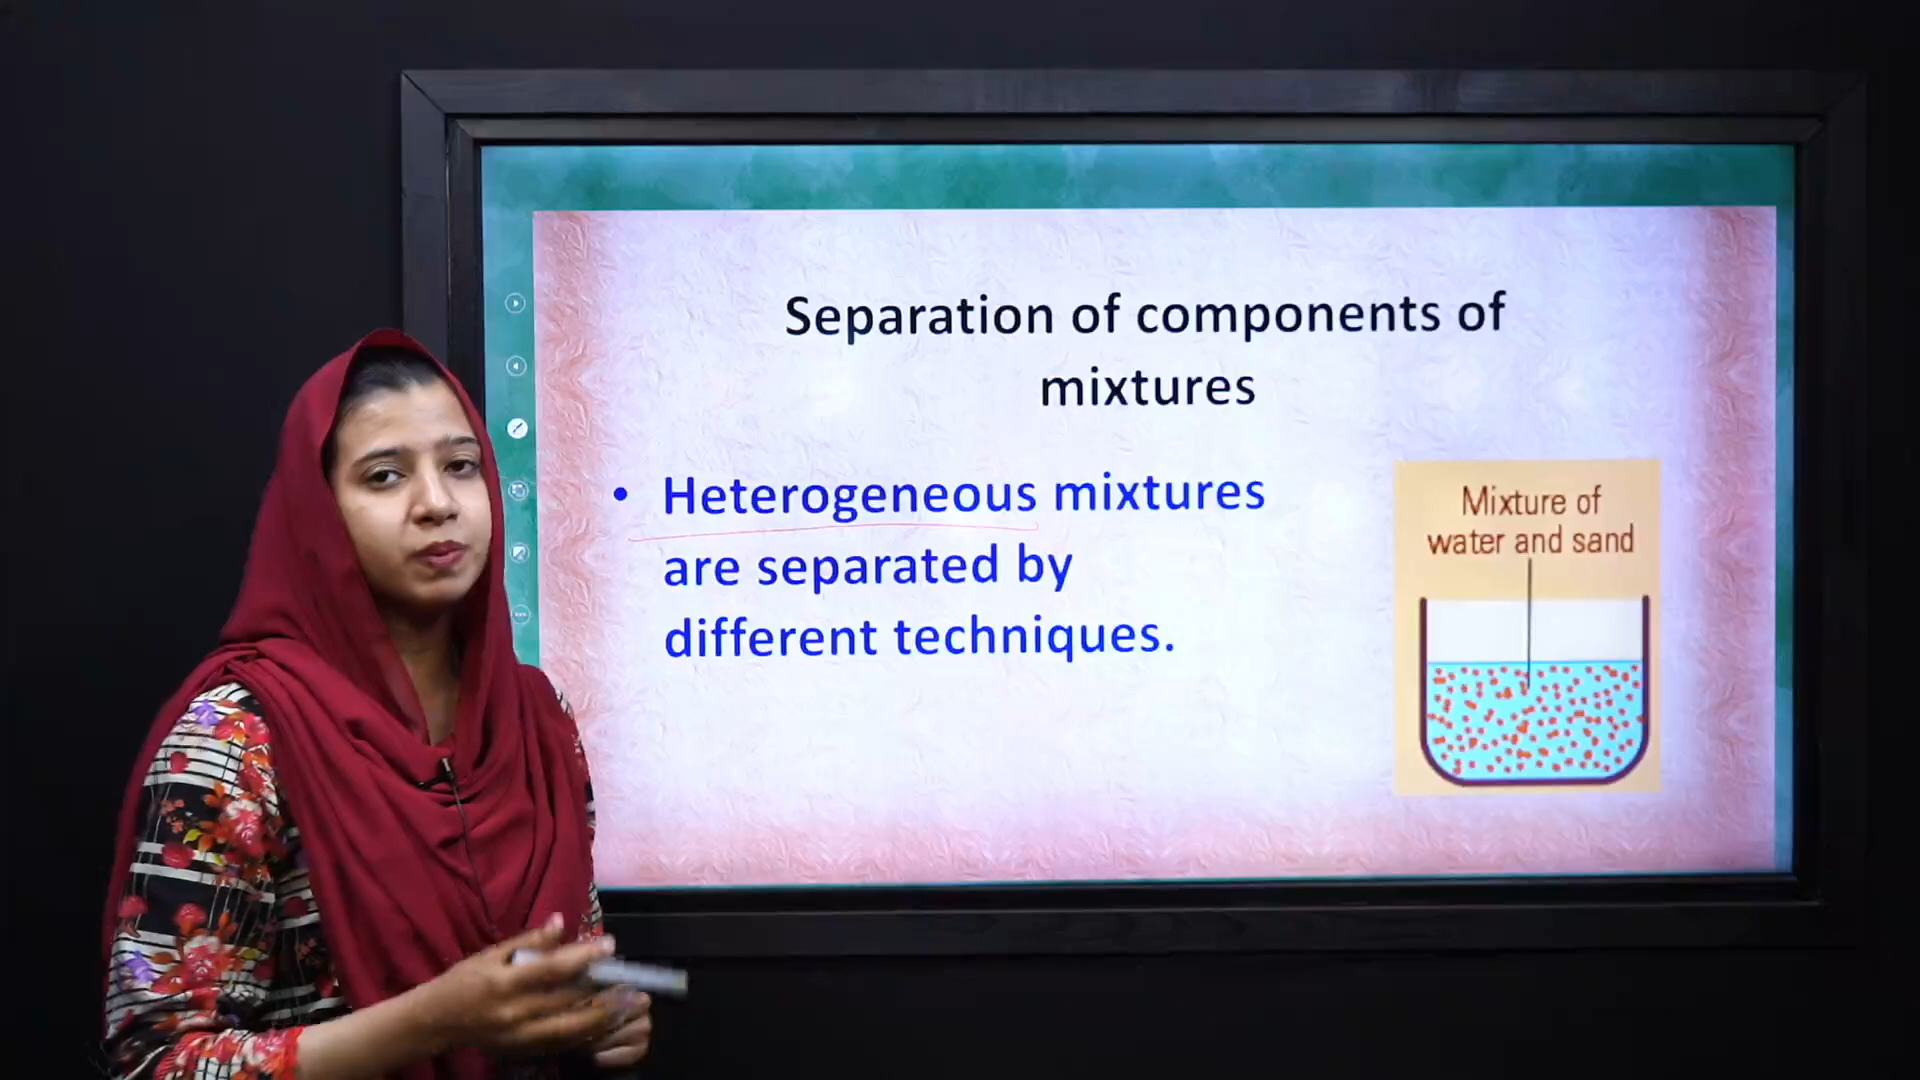 Separation of components of
mixtures
• Heterogeneous mixtures
are separated by
different techniques.
Mixture of
water and sand